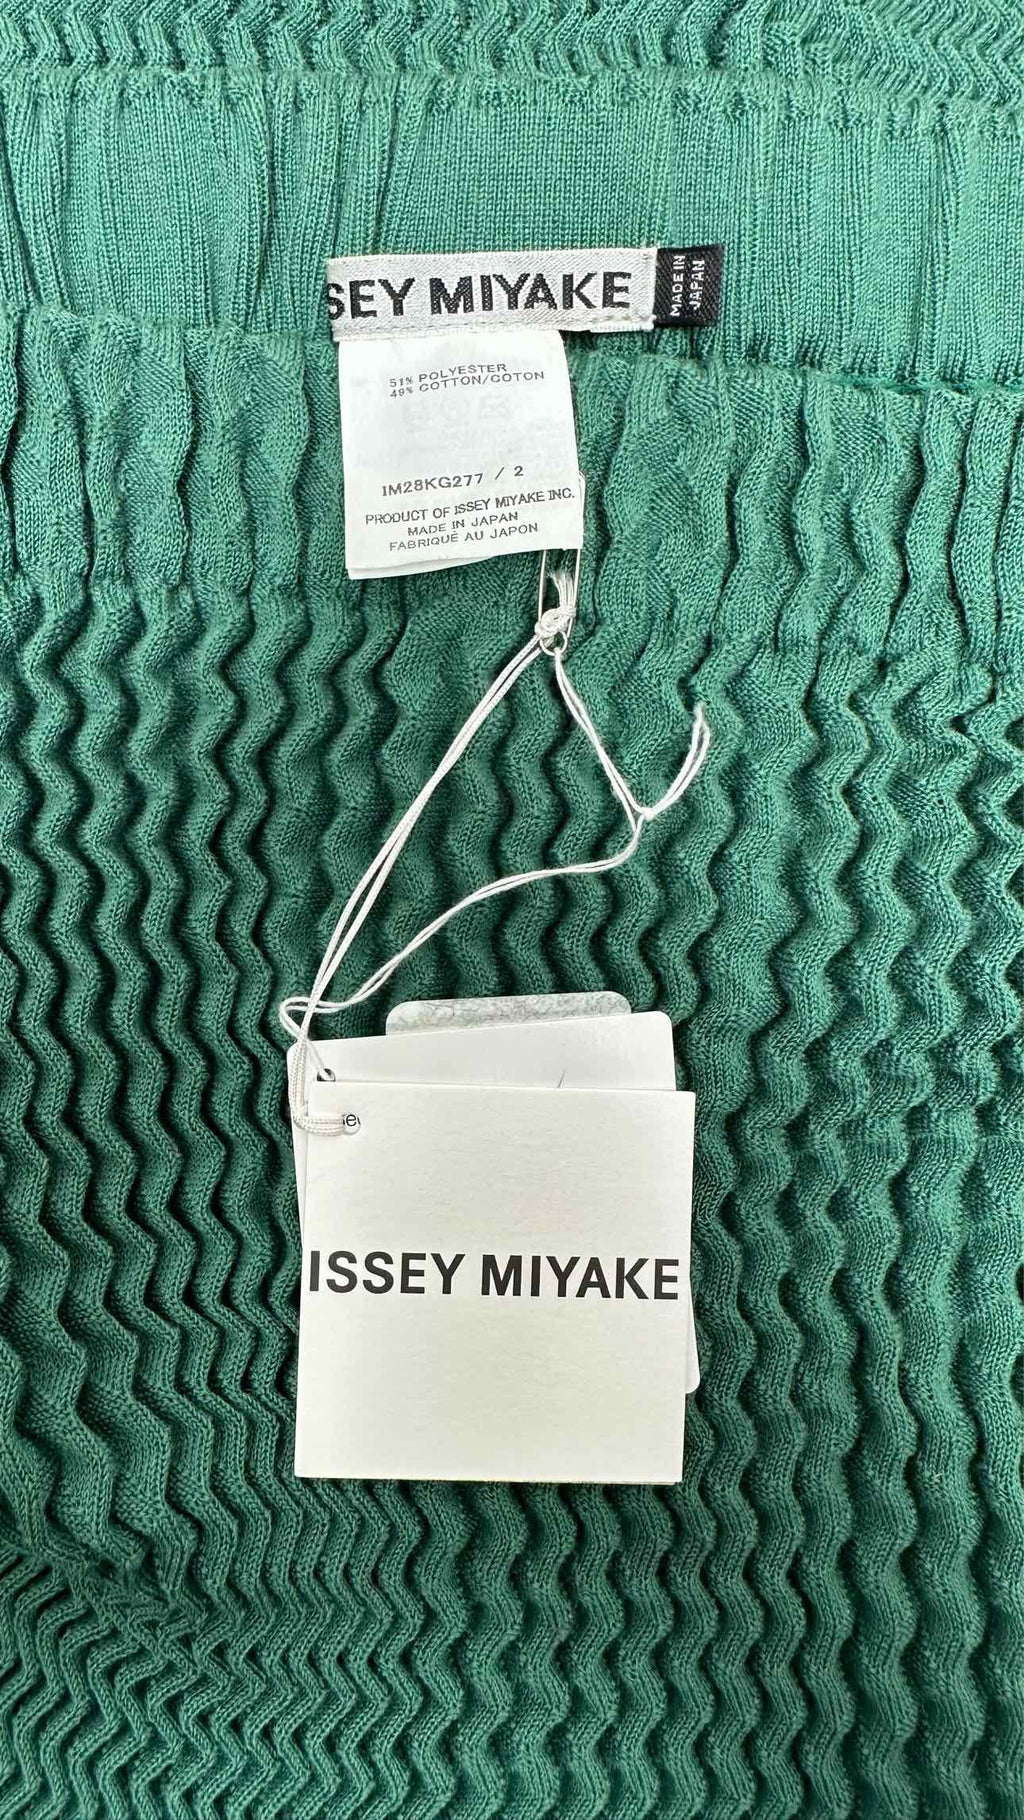 SSEY MIYAKE
MADE IN
JAPAN
51% POLYESTER
49% COTTON/COTON
IM28KG277 / 2
PRODUCT OF ISSEY MIYAKE INC.
MADE IN JAPAN
FABRIQUÉ AU JAPON
ISSEY MIYAKE